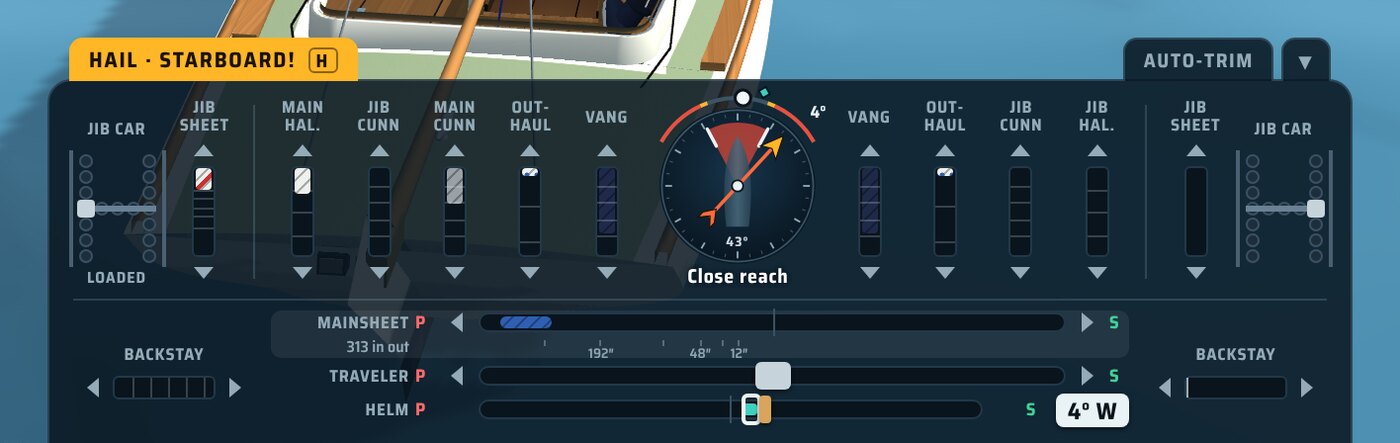 HAIL · STARBOARD! H
AUTO-TRIM ▼
JIB CAR
JIB SHEET
MAIN HAL.
JIB CUNN
MAIN CUNN
OUT-HAUL
VANG
4°
VANG
OUT-HAUL
JIB CUNN
JIB HAL.
JIB SHEET
JIB CAR
LOADED
43°
Close reach
MAINSHEET P S
313 in out
192" 48" 12"
BACKSTAY
TRAVELER P S
BACKSTAY
HELM P S 4° W